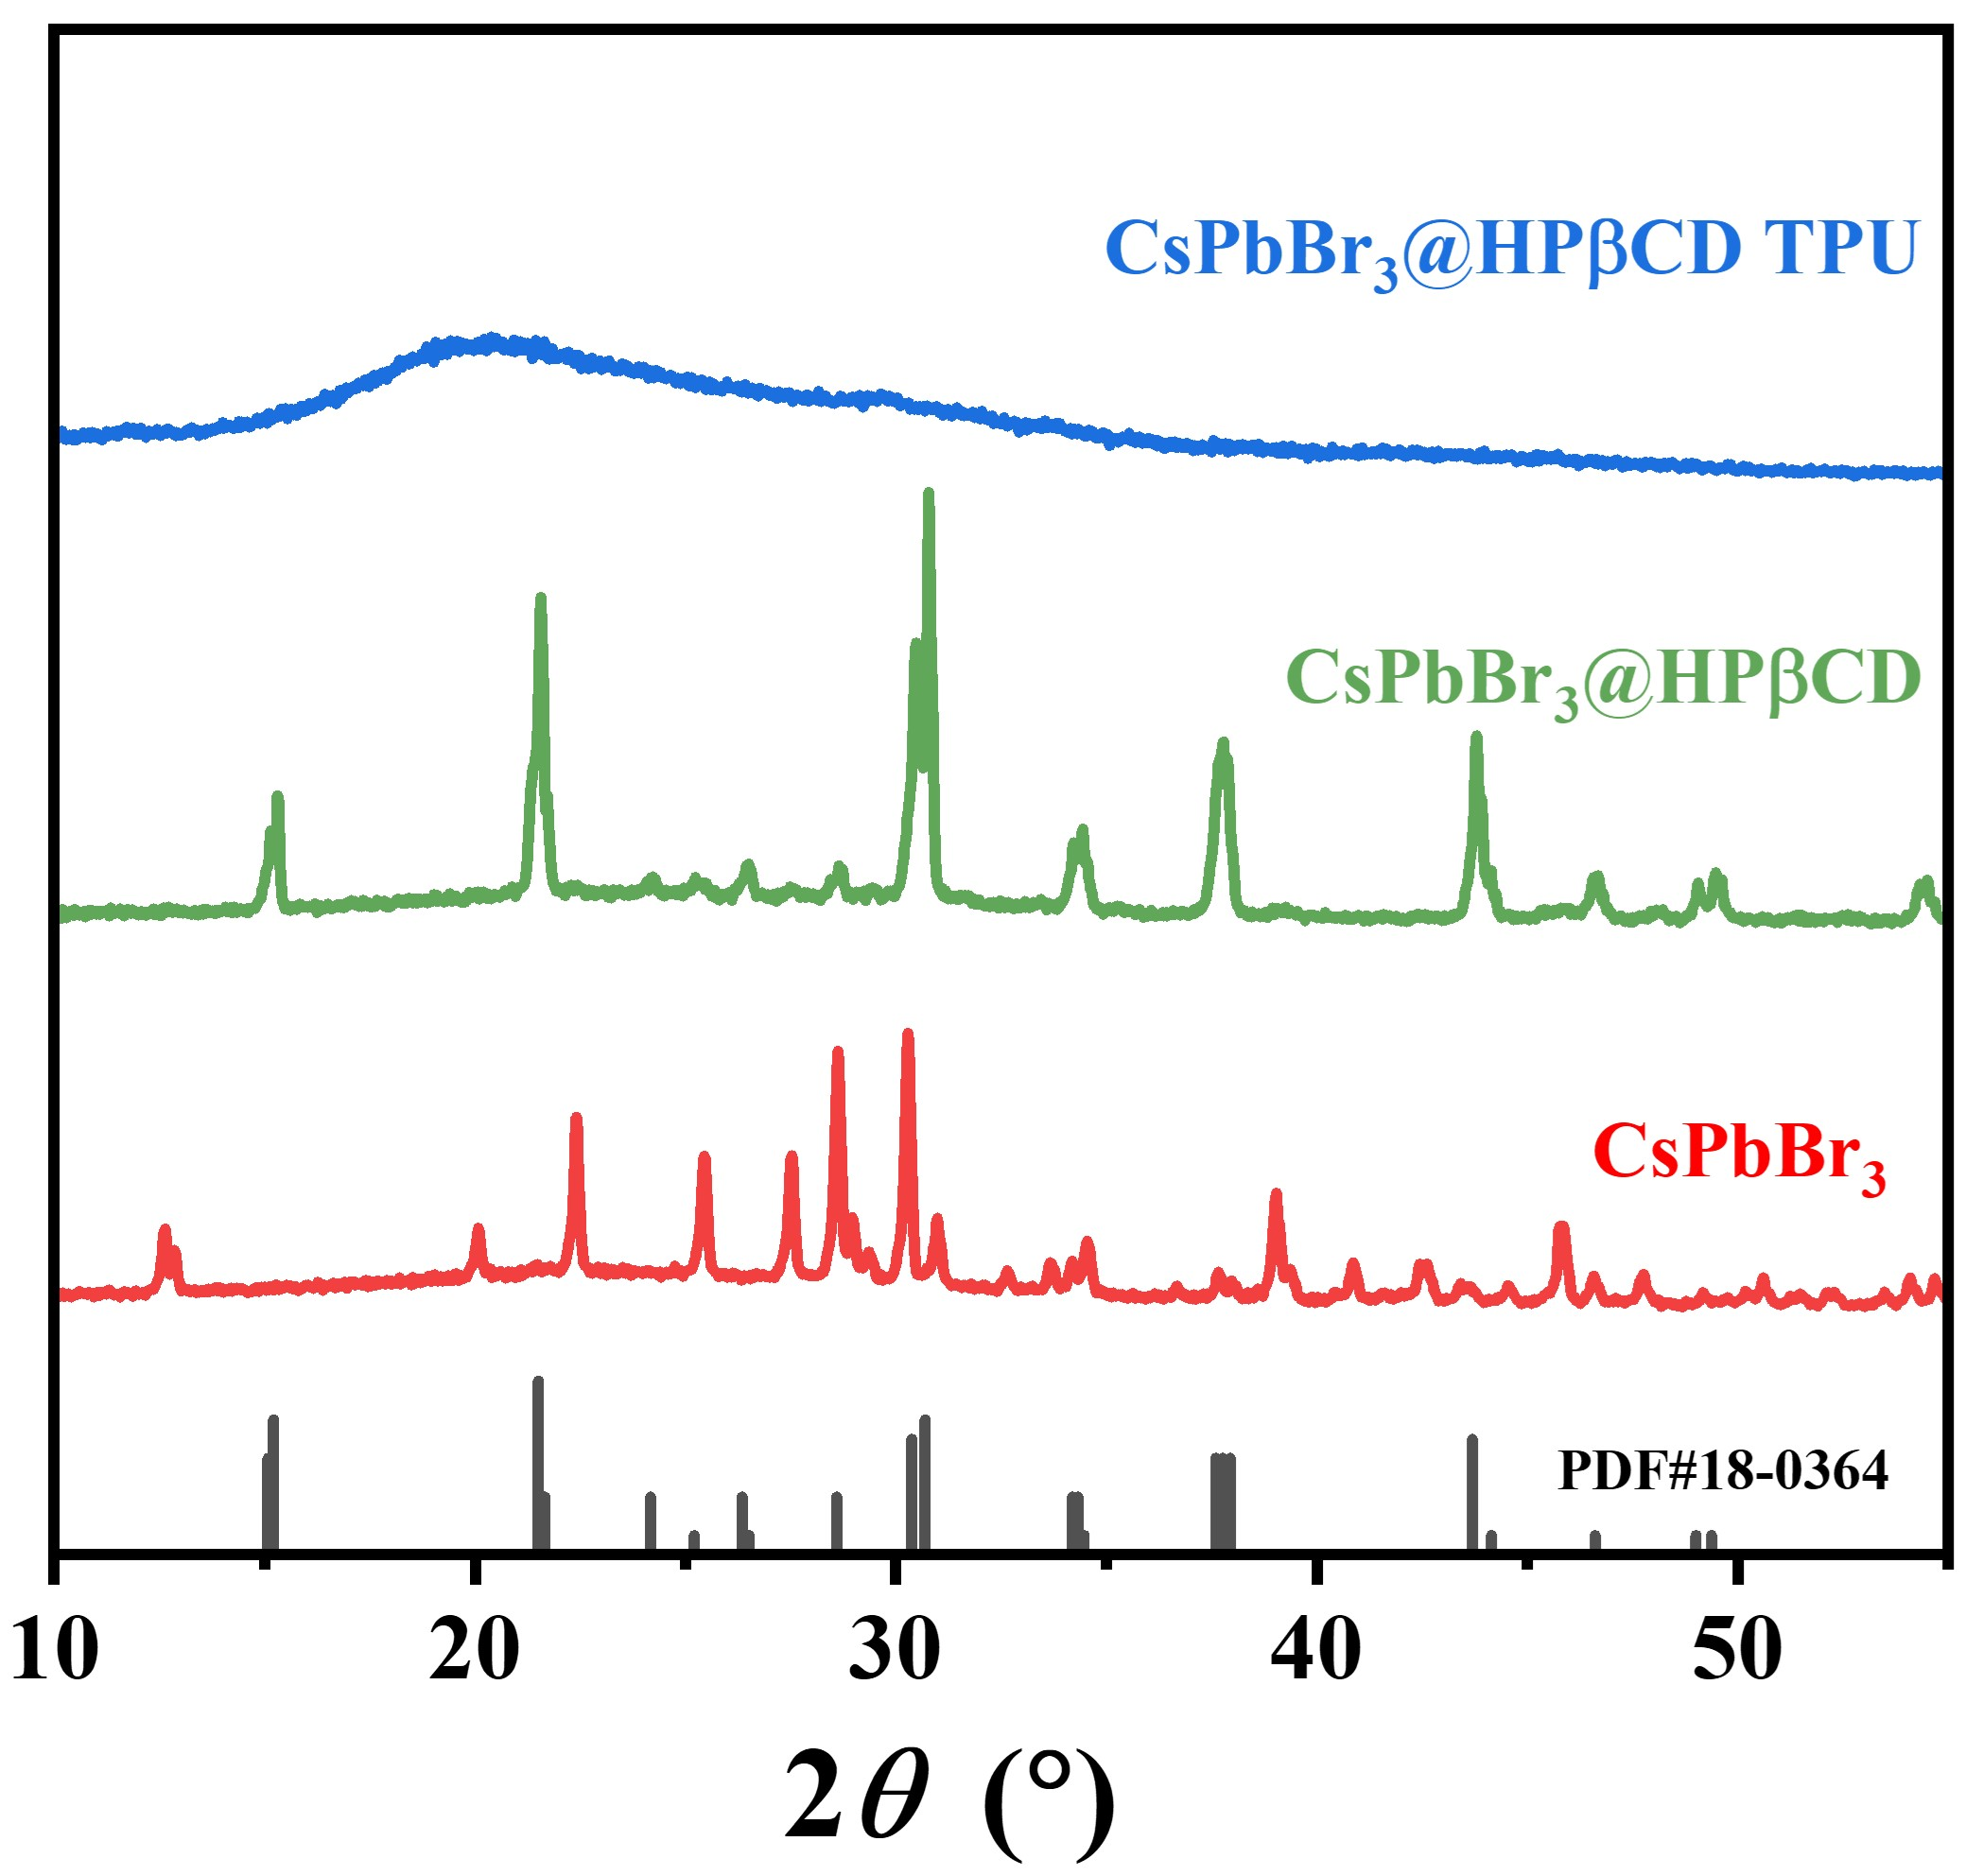 CsPbBr₃@HPβCD TPU
CsPbBr₃@HPβCD
CsPbBr₃
PDF#18-0364
10 20 30 40 50
2θ (°)